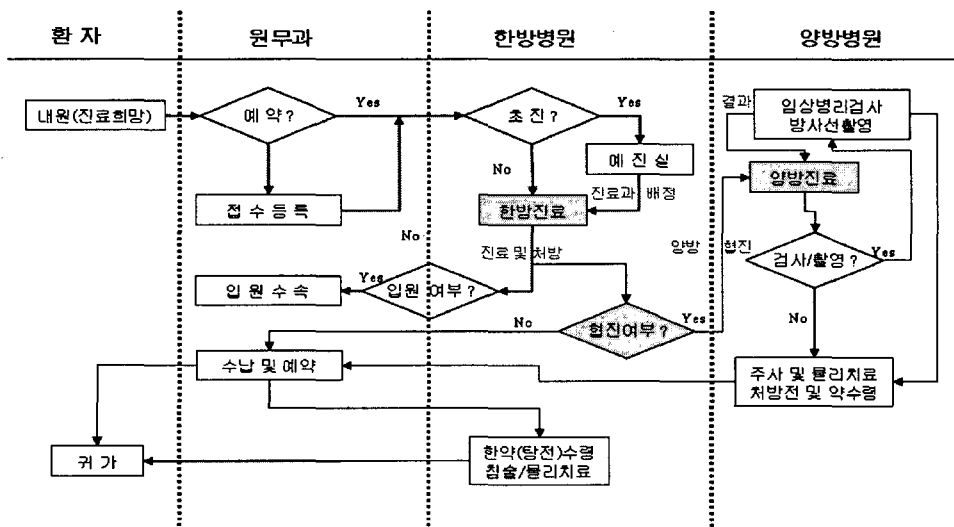 환 자
원무과
한방병원
양방병원
내원(진료희망)
예 약 ?
Yes
초 진 ?
Yes
결과
임상병리검사
방사선촬영
No
예 진 실
양방진료
접 수 등 록
한방진료
진료과 배정
No
진료 및 처방
양방 협진
검사/촬영 ?
Yes
입 원 수 속
Yes
입원 여부 ?
No
협진여부 ?
Yes
No
수납 및 예약
주사 및 물리치료
처방전 및 약수령
귀 가
한약(탕전)수령
침술/물리치료